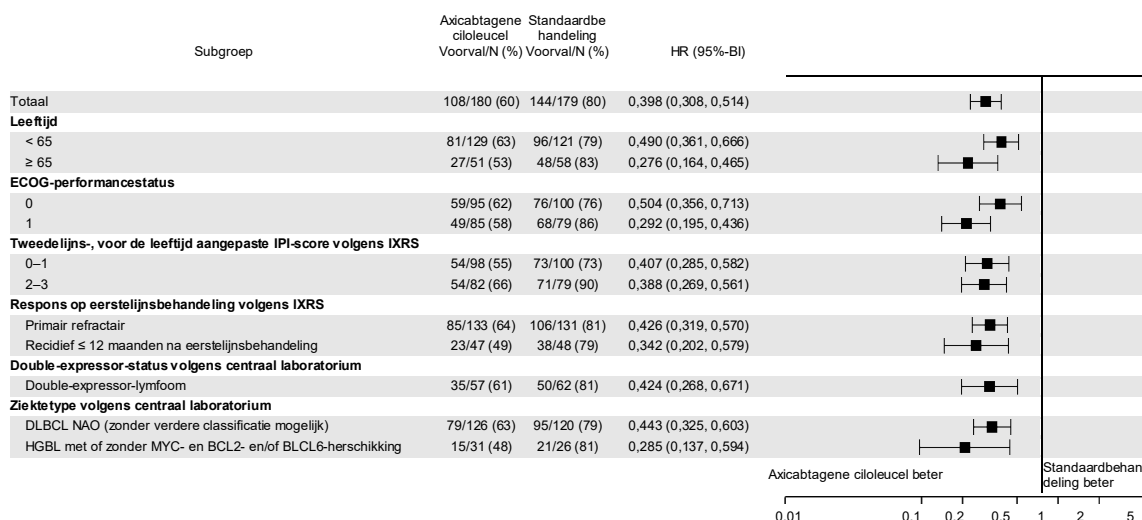 Subgroep
Axicabtagene ciloleucel Voorval/N (%)
Standaardbe handeling Voorval/N (%)
HR (95%-BI)
Totaal 108/180 (60) 144/179 (80) 0,398 (0,308, 0,514)
Leeftijd
< 65 81/129 (63) 96/121 (79) 0,490 (0,361, 0,666)
≥ 65 27/51 (53) 48/58 (83) 0,276 (0,164, 0,465)
ECOG-performancestatus
0 59/95 (62) 76/100 (76) 0,504 (0,356, 0,713)
1 49/85 (58) 68/79 (86) 0,292 (0,195, 0,436)
Tweedelijns-, voor de leeftijd aangepaste IPI-score volgens IXRS
0–1 54/98 (55) 73/100 (73) 0,407 (0,285, 0,582)
2–3 54/82 (66) 71/79 (90) 0,388 (0,269, 0,561)
Respons op eerstelijnsbehandeling volgens IXRS
Primair refractair 85/133 (64) 106/131 (81) 0,426 (0,319, 0,570)
Recidief ≤ 12 maanden na eerstelijnsbehandeling 23/47 (49) 38/48 (79) 0,342 (0,202, 0,579)
Double-expressor-status volgens centraal laboratorium
Double-expressor-lymfoom 35/57 (61) 50/62 (81) 0,424 (0,268, 0,671)
Ziektetype volgens centraal laboratorium
DLBCL NAO (zonder verdere classificatie mogelijk) 79/126 (63) 95/120 (79) 0,443 (0,325, 0,603)
HGBL met of zonder MYC- en BCL2- en/of BLCL6-herschikking 15/31 (48) 21/26 (81) 0,285 (0,137, 0,594)
Axicabtagene ciloleucel beter
Standaardbehan
deling beter
0.01 0.1 0.2 0.5 1 2 5